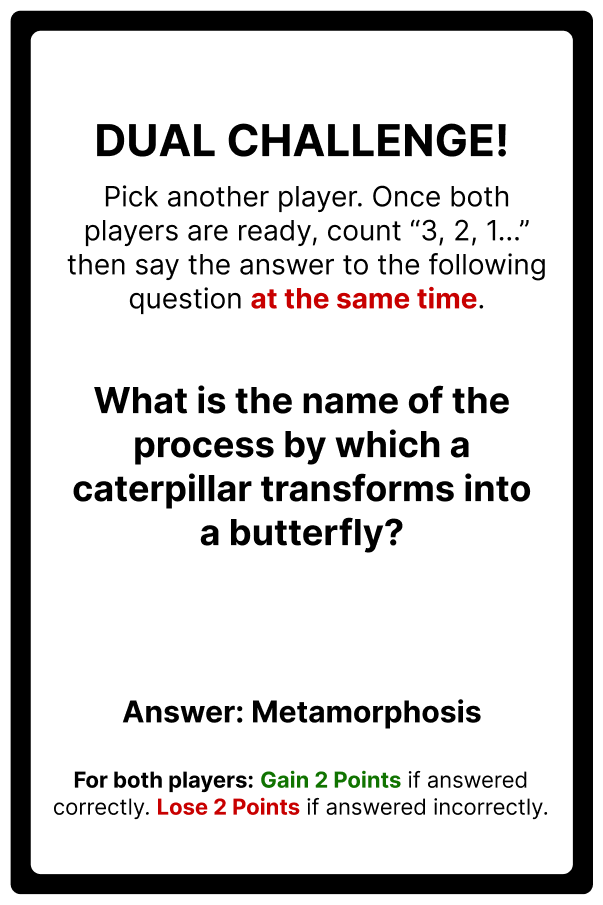 DUAL CHALLENGE!
Pick another player. Once both
players are ready, count “3, 2, 1...”
then say the answer to the following
question at the same time.
What is the name of the
process by which a
caterpillar transforms into
a butterfly?
Answer: Metamorphosis
For both players: Gain 2 Points if answered
correctly. Lose 2 Points if answered incorrectly.